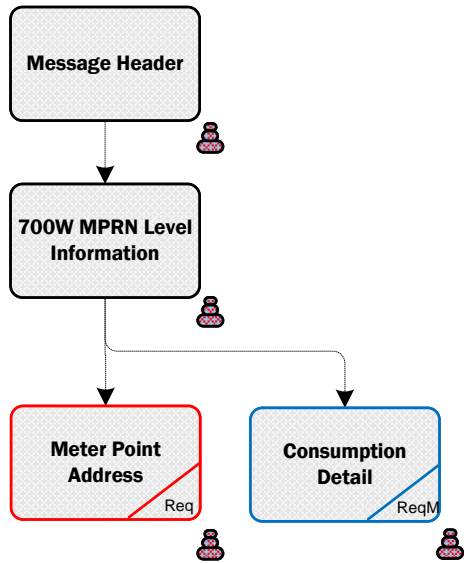 Message Header
700W MPRN Level
Information
Meter Point
Address
Req
Consumption
Detail
ReqM